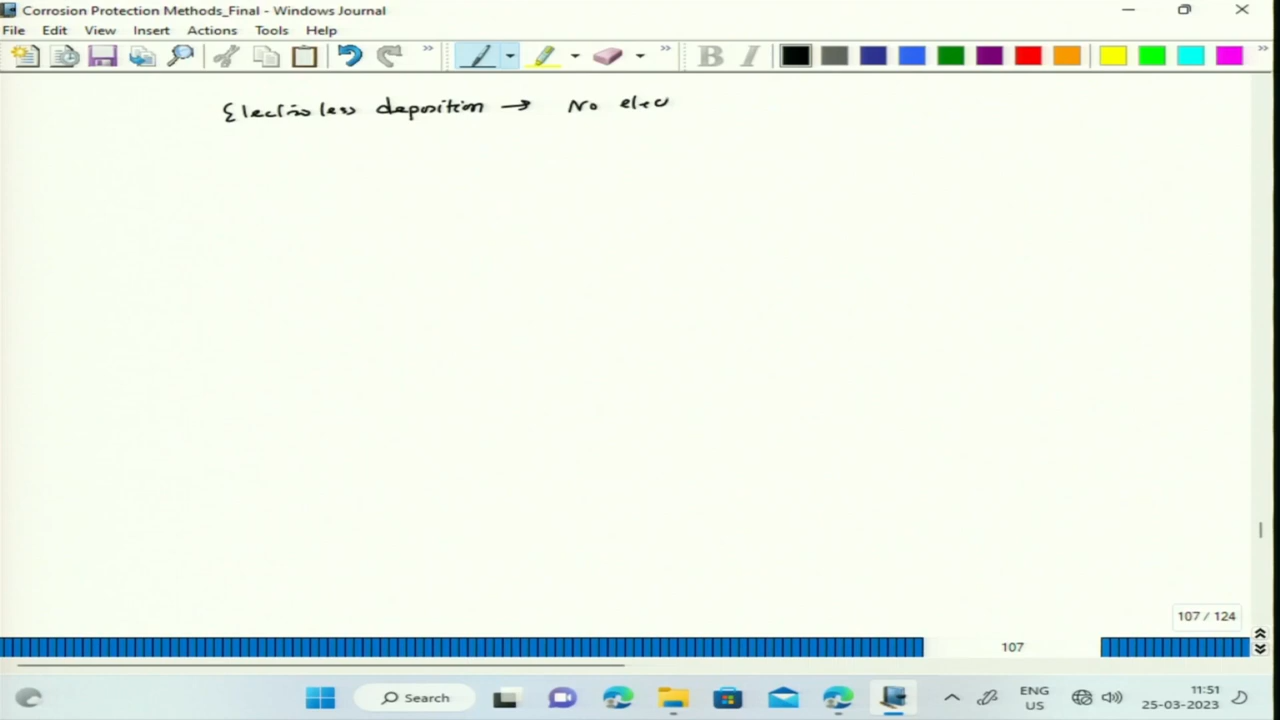 Corrosion Protection Methods_Final - Windows Journal
File Edit View Insert Actions Tools Help
B I
Electroless deposition → No elec
107 / 124
107
Search
ENG
US
11:51
25-03-2023